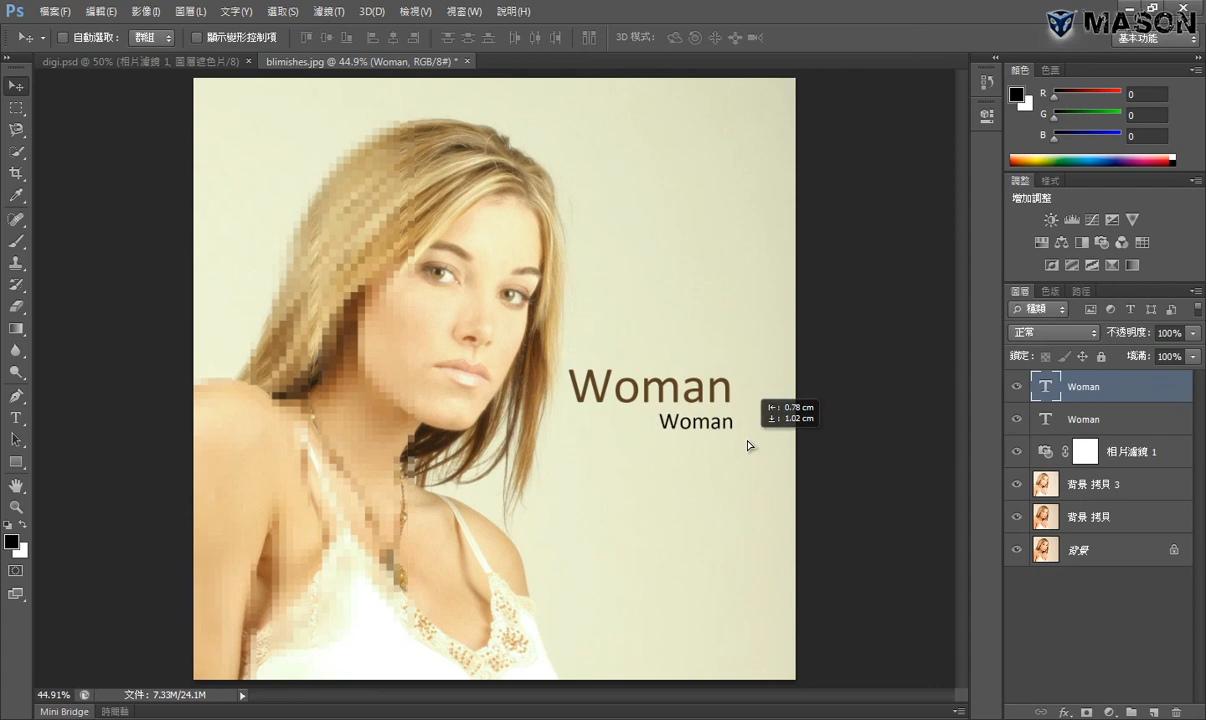 檔案(F) 編輯(E) 影像(I) 圖層(L) 文字(Y) 選取(S) 濾鏡(T) 3D(D) 檢視(V) 視窗(W) 說明(H)
MASON
自動選取： 群組 顯示變形控制項 3D 模式： 基本功能
digi.psd @ 50% (相片濾鏡 1, 圖層遮色片/8) × blimishes.jpg @ 44.9% (Woman, RGB/8#) * ×
顏色 色票
R 0
G 0
B 0
調整 樣式
增加調整
圖層 色版 路徑
種類
正常 不透明度： 100%
鎖定： 填滿： 100%
Woman
Woman
0.78 cm
1.02 cm
Woman
Woman
相片濾鏡 1
背景 拷貝 3
背景 拷貝
背景
44.91% 文件：7.33M/24.1M
Mini Bridge 時間軸
fx